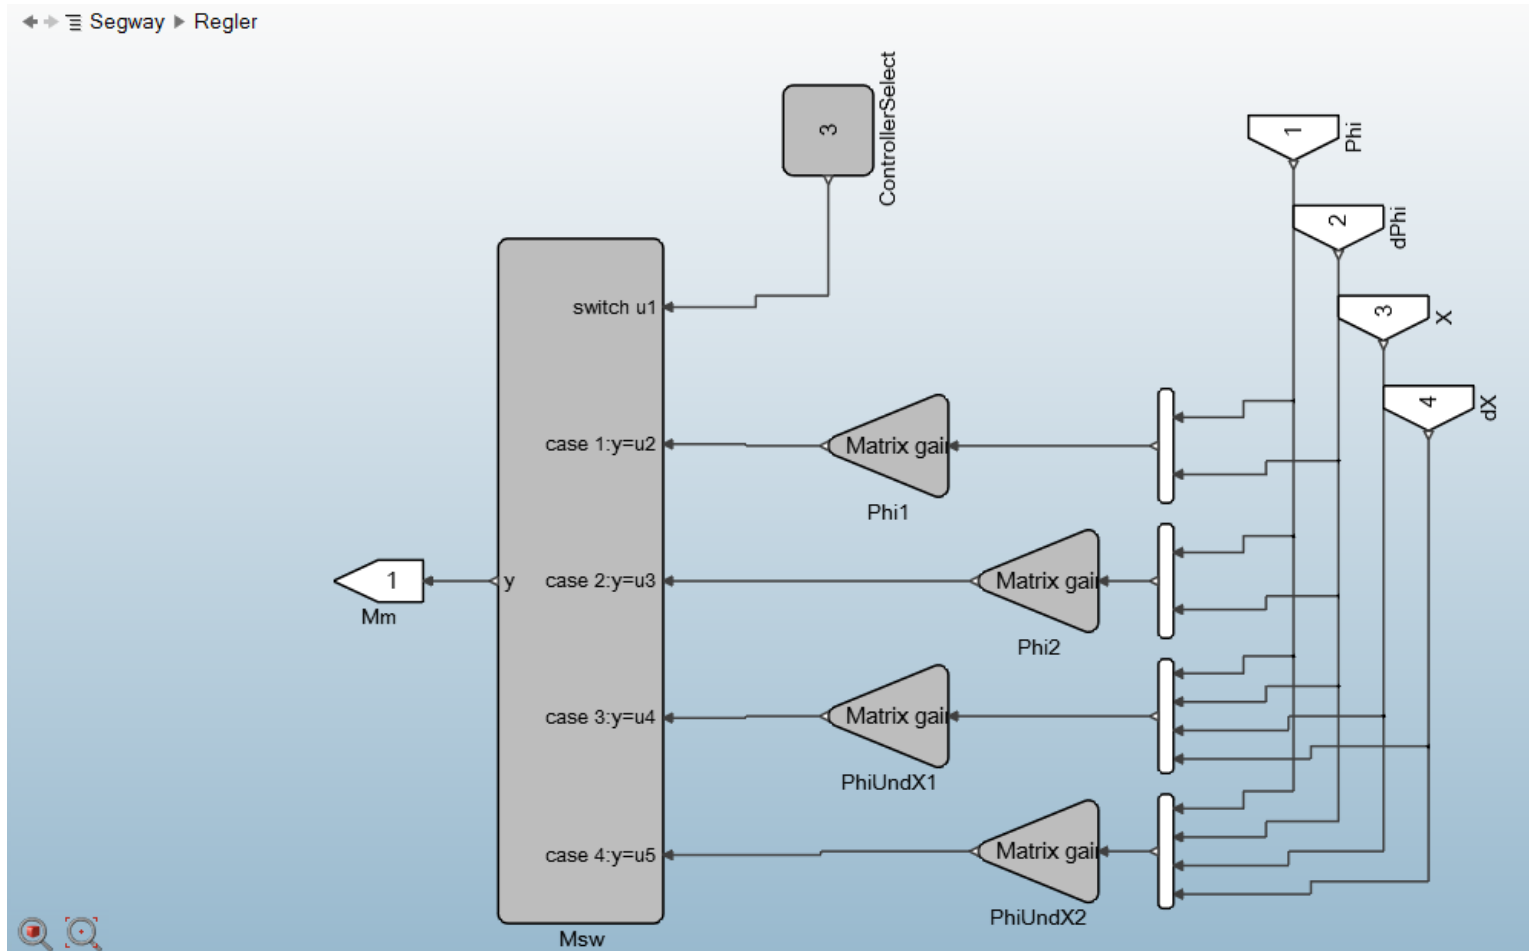 Segway Regler
3
ControllerSelect
1
Phi
2
dPhi
3
X
4
dX
switch u1
case 1:y=u2
Matrix gai
Phi1
1
Mm
y
case 2:y=u3
Matrix gai
Phi2
case 3:y=u4
Matrix gai
PhiUndX1
case 4:y=u5
Matrix gai
PhiUndX2
Msw